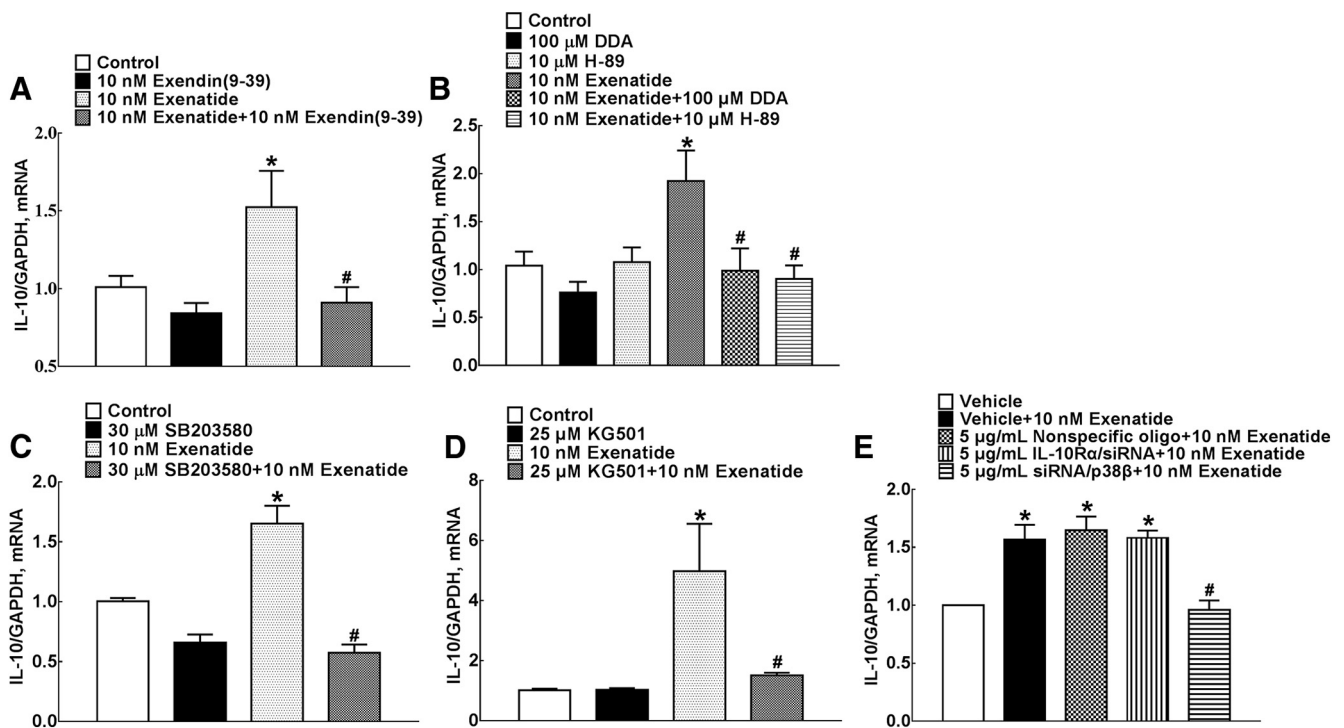 A
Control
10 nM Exendin(9-39)
10 nM Exenatide
10 nM Exenatide+10 nM Exendin(9-39)
IL-10/GAPDH, mRNA
2.0
1.5
1.0
0.5
*
#
B
Control
100 μM DDA
10 μM H-89
10 nM Exenatide
10 nM Exenatide+100 μM DDA
10 nM Exenatide+10 μM H-89
IL-10/GAPDH, mRNA
2.5
2.0
1.5
1.0
0.5
0.0
*
#
#
C
Control
30 μM SB203580
10 nM Exenatide
30 μM SB203580+10 nM Exenatide
IL-10/GAPDH, mRNA
2.0
1.5
1.0
0.5
0.0
*
#
D
Control
25 μM KG501
10 nM Exenatide
25 μM KG501+10 nM Exenatide
IL-10/GAPDH, mRNA
8
6
4
2
0
*
#
E
Vehicle
Vehicle+10 nM Exenatide
5 μg/mL Nonspecific oligo+10 nM Exenatide
5 μg/mL IL-10Rα/siRNA+10 nM Exenatide
5 μg/mL siRNA/p38β+10 nM Exenatide
IL-10/GAPDH, mRNA
2.0
1.5
1.0
0.5
0.0
*
*
*
#